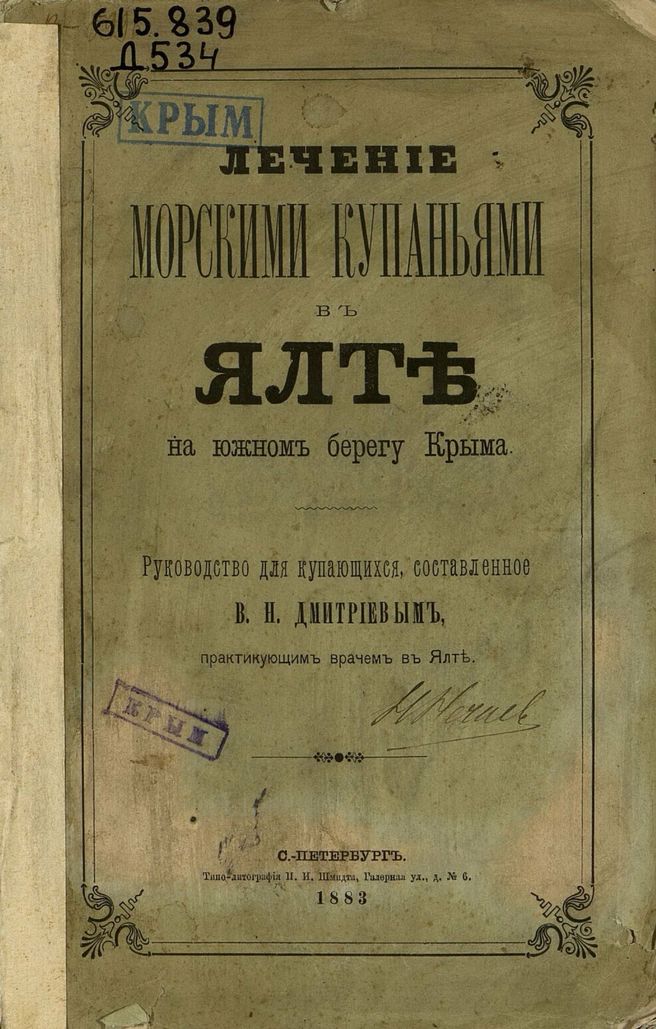 615.839
Д 534
КРЫМ
ЛЕЧЕНІЕ
МОРСКИМИ КУПАНЬЯМИ
ВЪ
ЯЛТѢ
на южномъ берегу Крыма.
Руководство для купающихся, составленное
В. Н. ДМИТРІЕВЫМЪ,
практикующимъ врачемъ въ Ялтѣ.
КРЫМ
С.-ПЕТЕРБУРГЪ.
Типо-литографія П. И. Шмидта, Галерная ул., д. № 6.
1883